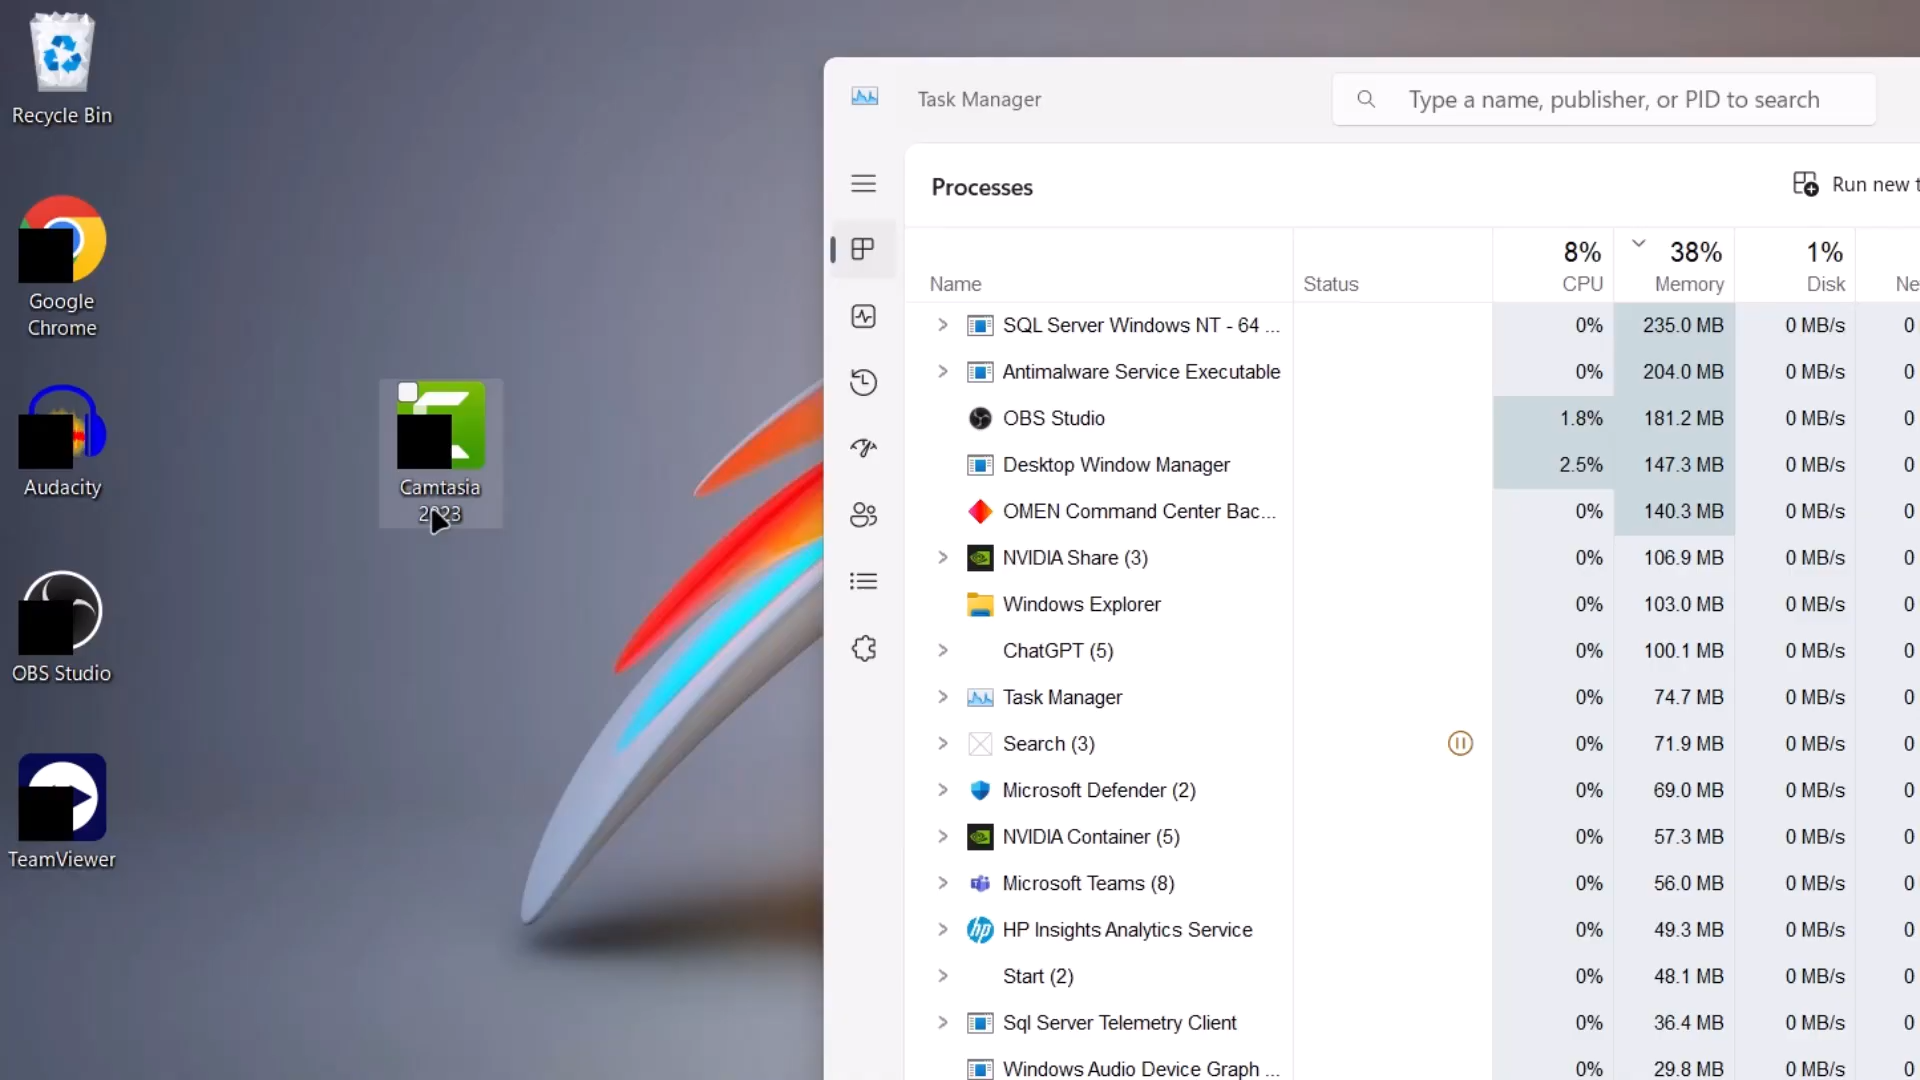 Recycle Bin
Google
Chrome
Audacity
OBS Studio
TeamViewer
Camtasia
2023
Task Manager
Type a name, publisher, or PID to search
Processes
Run new t
8% 38% 1%
Name Status CPU Memory Disk Ne
SQL Server Windows NT - 64 ... 0% 235.0 MB 0 MB/s 0
Antimalware Service Executable 0% 204.0 MB 0 MB/s 0
OBS Studio 1.8% 181.2 MB 0 MB/s 0
Desktop Window Manager 2.5% 147.3 MB 0 MB/s 0
OMEN Command Center Bac... 0% 140.3 MB 0 MB/s 0
NVIDIA Share (3) 0% 106.9 MB 0 MB/s 0
Windows Explorer 0% 103.0 MB 0 MB/s 0
ChatGPT (5) 0% 100.1 MB 0 MB/s 0
Task Manager 0% 74.7 MB 0 MB/s 0
Search (3) 0% 71.9 MB 0 MB/s 0
Microsoft Defender (2) 0% 69.0 MB 0 MB/s 0
NVIDIA Container (5) 0% 57.3 MB 0 MB/s 0
Microsoft Teams (8) 0% 56.0 MB 0 MB/s 0
hp HP Insights Analytics Service 0% 49.3 MB 0 MB/s 0
Start (2) 0% 48.1 MB 0 MB/s 0
Sql Server Telemetry Client 0% 36.4 MB 0 MB/s 0
Windows Audio Device Graph ... 0% 29.8 MB 0 MB/s 0